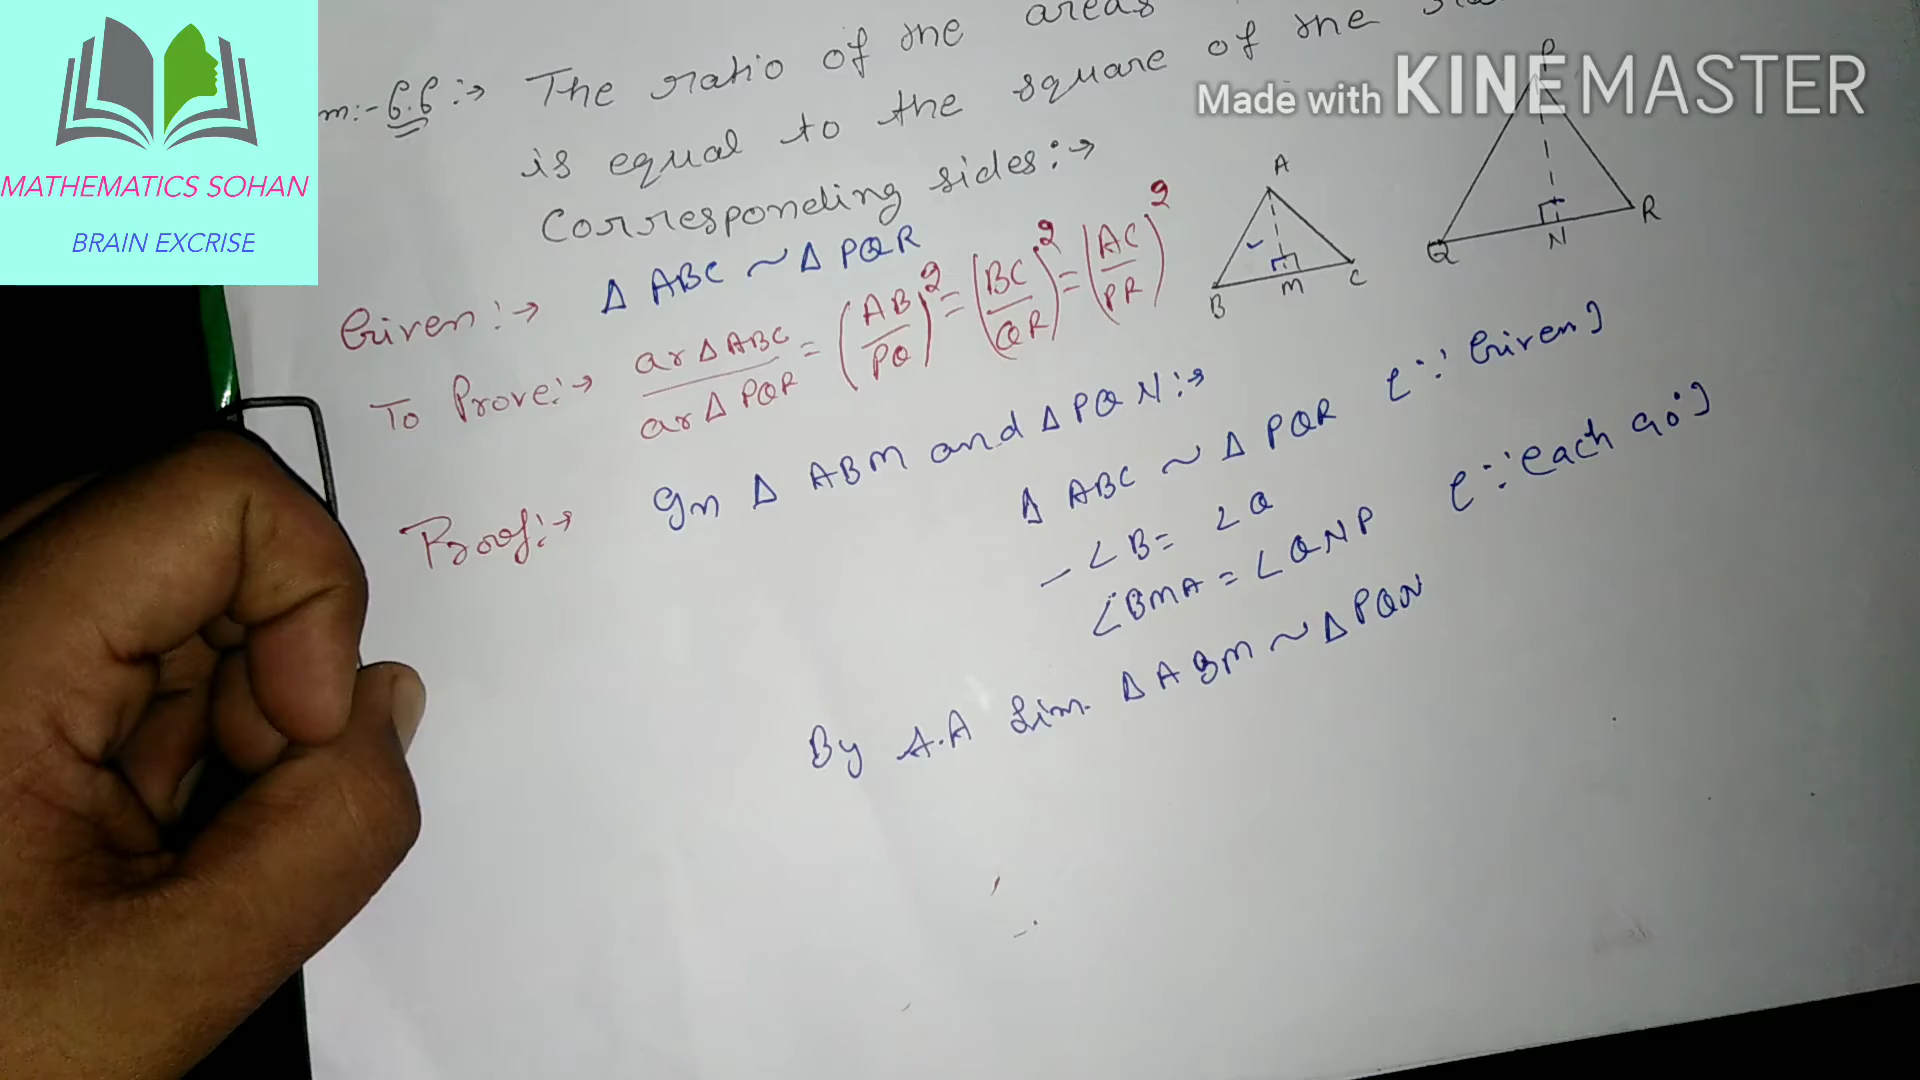 MATHEMATICS SOHAN
BRAIN EXCRISE
Made with KINEMASTER
m:- 6.6 :→ The ratio of the areas
is equal to the square of the
Corresponding sides :→
Given :→ Δ ABC ~ Δ PQR
To Prove :→ ar Δ ABC / ar Δ PQR = (AB/PQ)² = (BC/QR)² = (AC/PR)²
Proof :→ In Δ ABM and Δ PQN :→
Δ ABC ~ Δ PQR [∵ Given]
∠B = ∠Q
∠BMA = ∠QNP [∵ each 90°]
By A.A Sim. Δ ABM ~ Δ PQN
A
B
M
C
P
Q
N
R